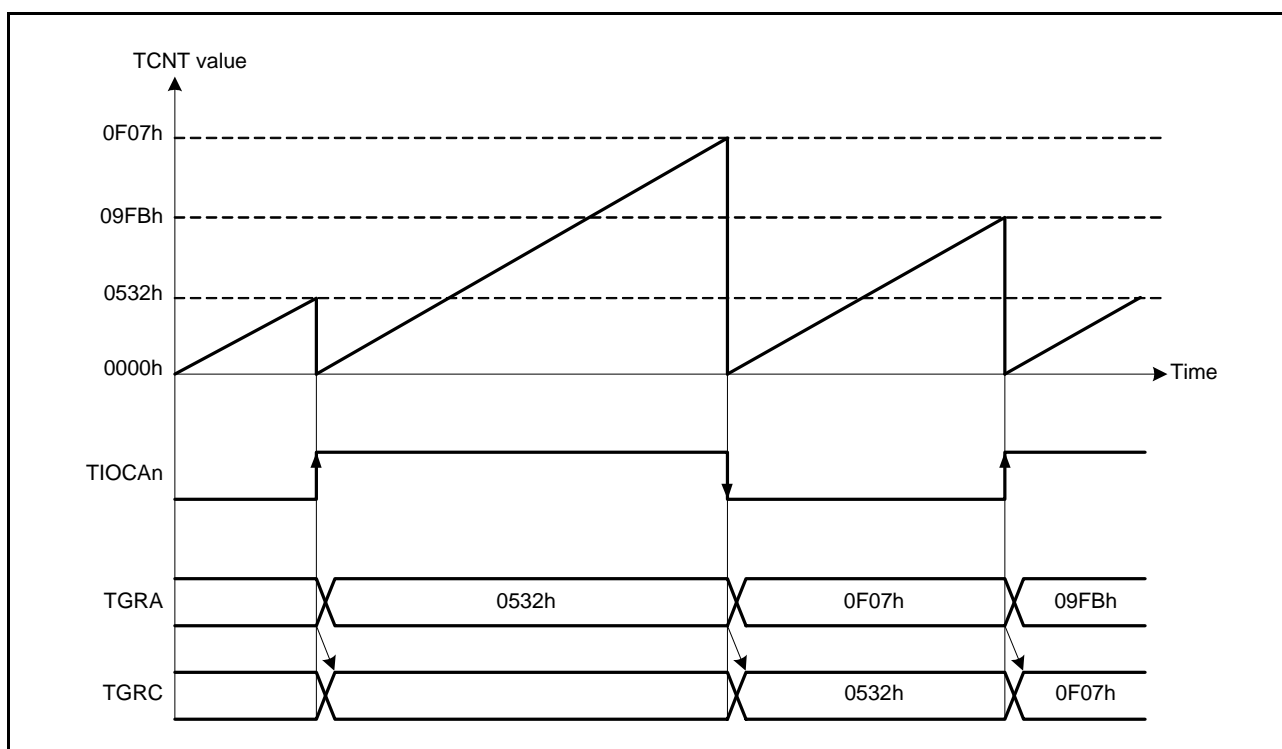 TCNT value
0F07h
09FBh
0532h
0000h
Time
TIOCAn
TGRA
0532h
0F07h
09FBh
TGRC
0532h
0F07h